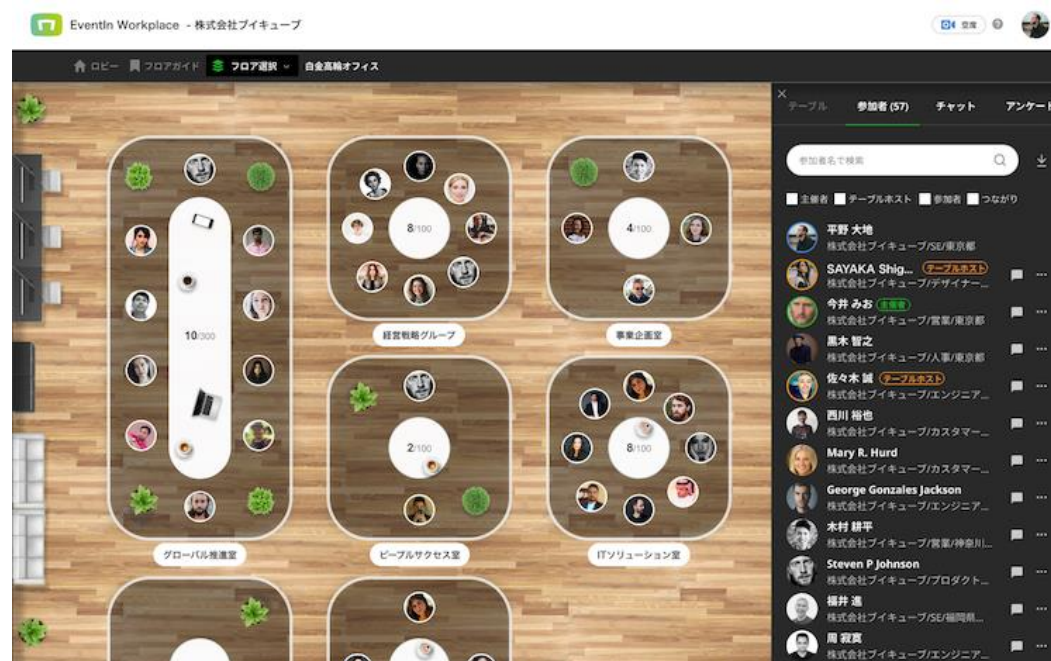 EventIn Workplace - 株式会社ブイキューブ
空席
ロビー フロアガイド フロア選択 白金高輪オフィス
テーブル 参加者 (57) チャット アンケート
参加者名で検索
主催者 テーブルホスト 参加者 つながり
10/300
グローバル推進室
8/100
経営戦略グループ
4/100
事業企画室
2/100
ピープルサクセス室
8/100
ITソリューション室
平野 大地
株式会社ブイキューブ/SE/東京都
SAYAKA Shig... テーブルホスト
株式会社ブイキューブ/デザイナー...
今井 みお 主催者
株式会社ブイキューブ/営業/東京都
黒木 智之
株式会社ブイキューブ/人事/東京都
佐々木 誠 テーブルホスト
株式会社ブイキューブ/エンジニア...
西川 裕也
株式会社ブイキューブ/カスタマー...
Mary R. Hurd
株式会社ブイキューブ/カスタマー...
George Gonzales Jackson
株式会社ブイキューブ/エンジニア...
木村 耕平
株式会社ブイキューブ/営業/神奈川...
Steven P Johnson
株式会社ブイキューブ/プロダクト...
福井 進
株式会社ブイキューブ/SE/福岡県...
周 寂寞
株式会社ブイキューブ/エンジニア...